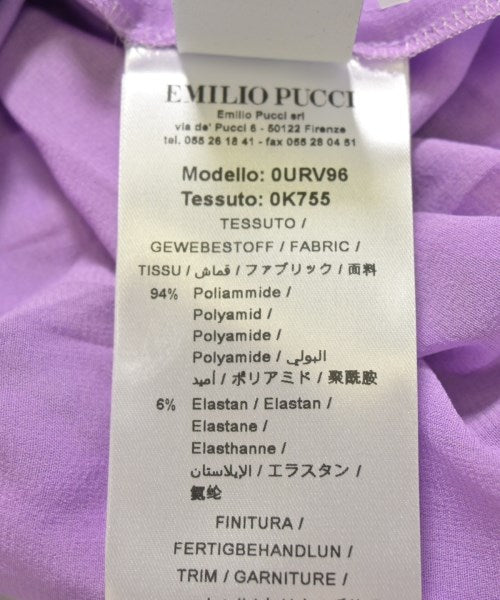 EMILIO PUCCI
Emilio Pucci srl
via de' Pucci 6 - 50122 Firenze
tel. 055 26 18 41 - fax 055 28 04 51
Modello: 0URV96
Tessuto: 0K755
TESSUTO /
GEWEBESTOFF / FABRIC /
TISSU / قماش / ファブリック / 面料
94% Poliammide /
Polyamid /
Polyamide /
Polyamide / البولي
أميد / ポリアミド / 聚酰胺
6% Elastan / Elastan /
Elastane /
Elasthanne /
الإيلاستان / エラスタン /
氨纶
FINITURA /
FERTIGBEHANDLUN /
TRIM / GARNITURE /